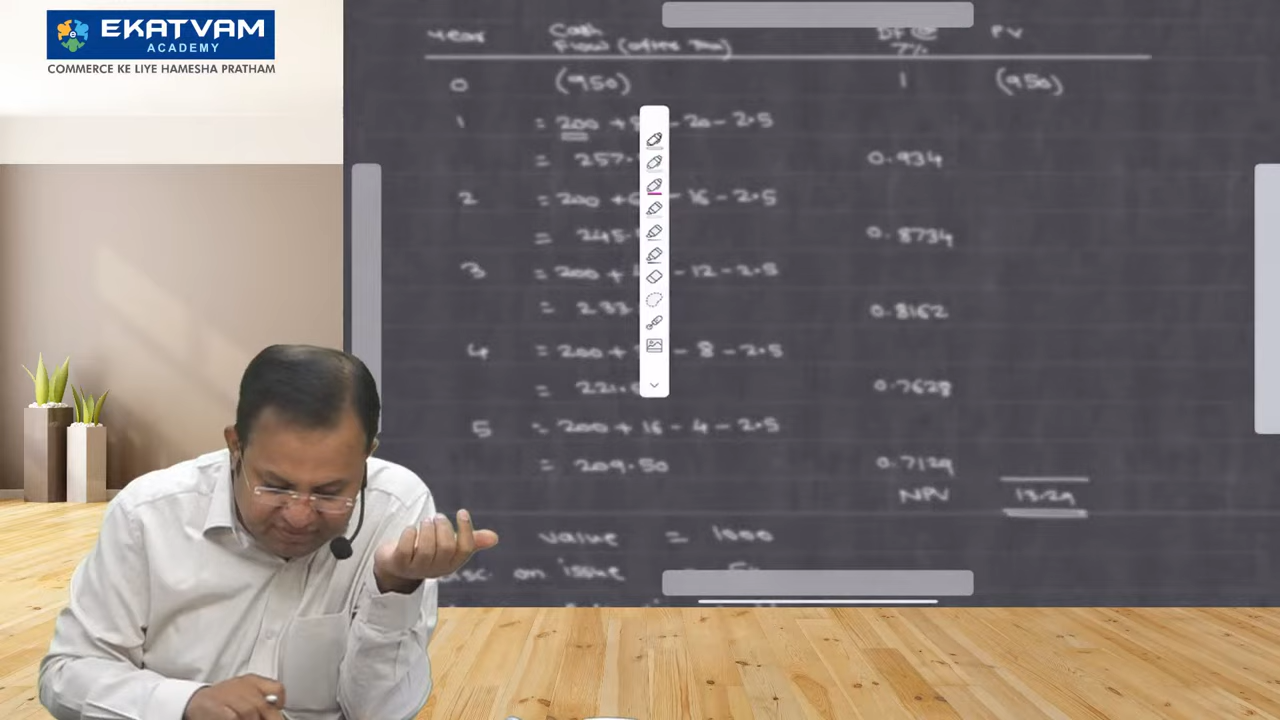 EKATVAM
ACADEMY
COMMERCE KE LIYE HAMESHA PRATHAM
Year Cash Flow (after Tax) DF @ 7% PV
0 (950) 1 (950)
1 = 200 + - 20 - 2.5
= 257. 0.934
2 = 200 + - 16 - 2.5
= 245. 0.8734
3 = 200 + - 12 - 2.5
= 233 0.8162
4 = 200 + - 8 - 2.5
= 221. 0.7628
5 = 200 + 16 - 4 - 2.5
= 209.50 0.7129
NPV 13.29
value = 1000
on issue =